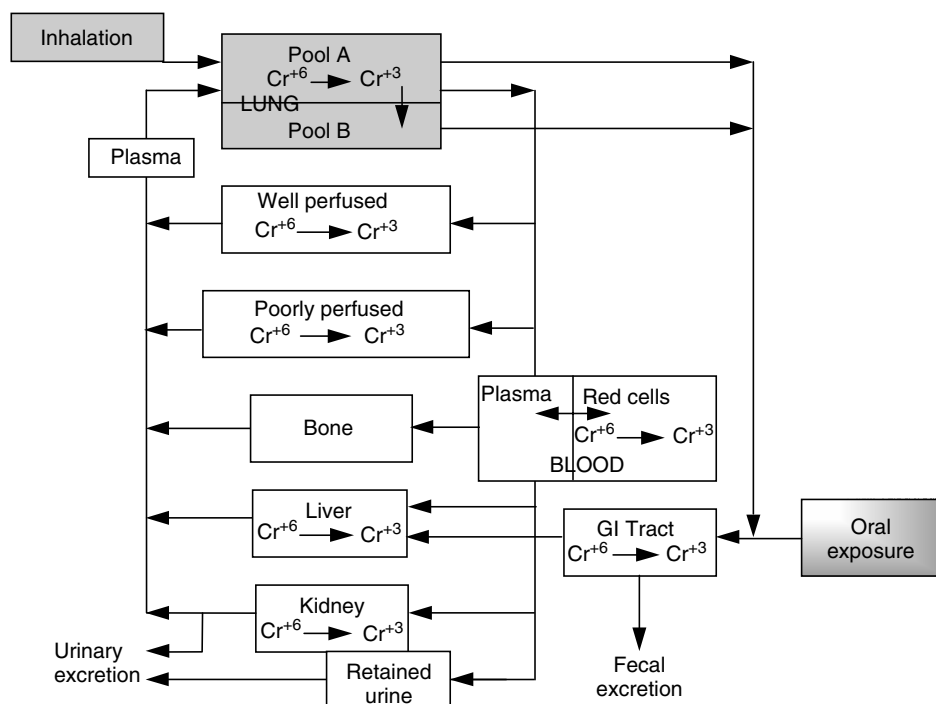 Inhalation
Pool A
Cr+6 Cr+3
LUNG
Pool B
Plasma
Well perfused
Cr+6 Cr+3
Poorly perfused
Cr+6 Cr+3
Plasma Red cells
Cr+6 Cr+3
BLOOD
Bone
Liver
Cr+6 Cr+3
GI Tract
Cr+6 Cr+3
Oral
exposure
Kidney
Cr+6 Cr+3
Urinary
excretion
Retained
urine
Fecal
excretion